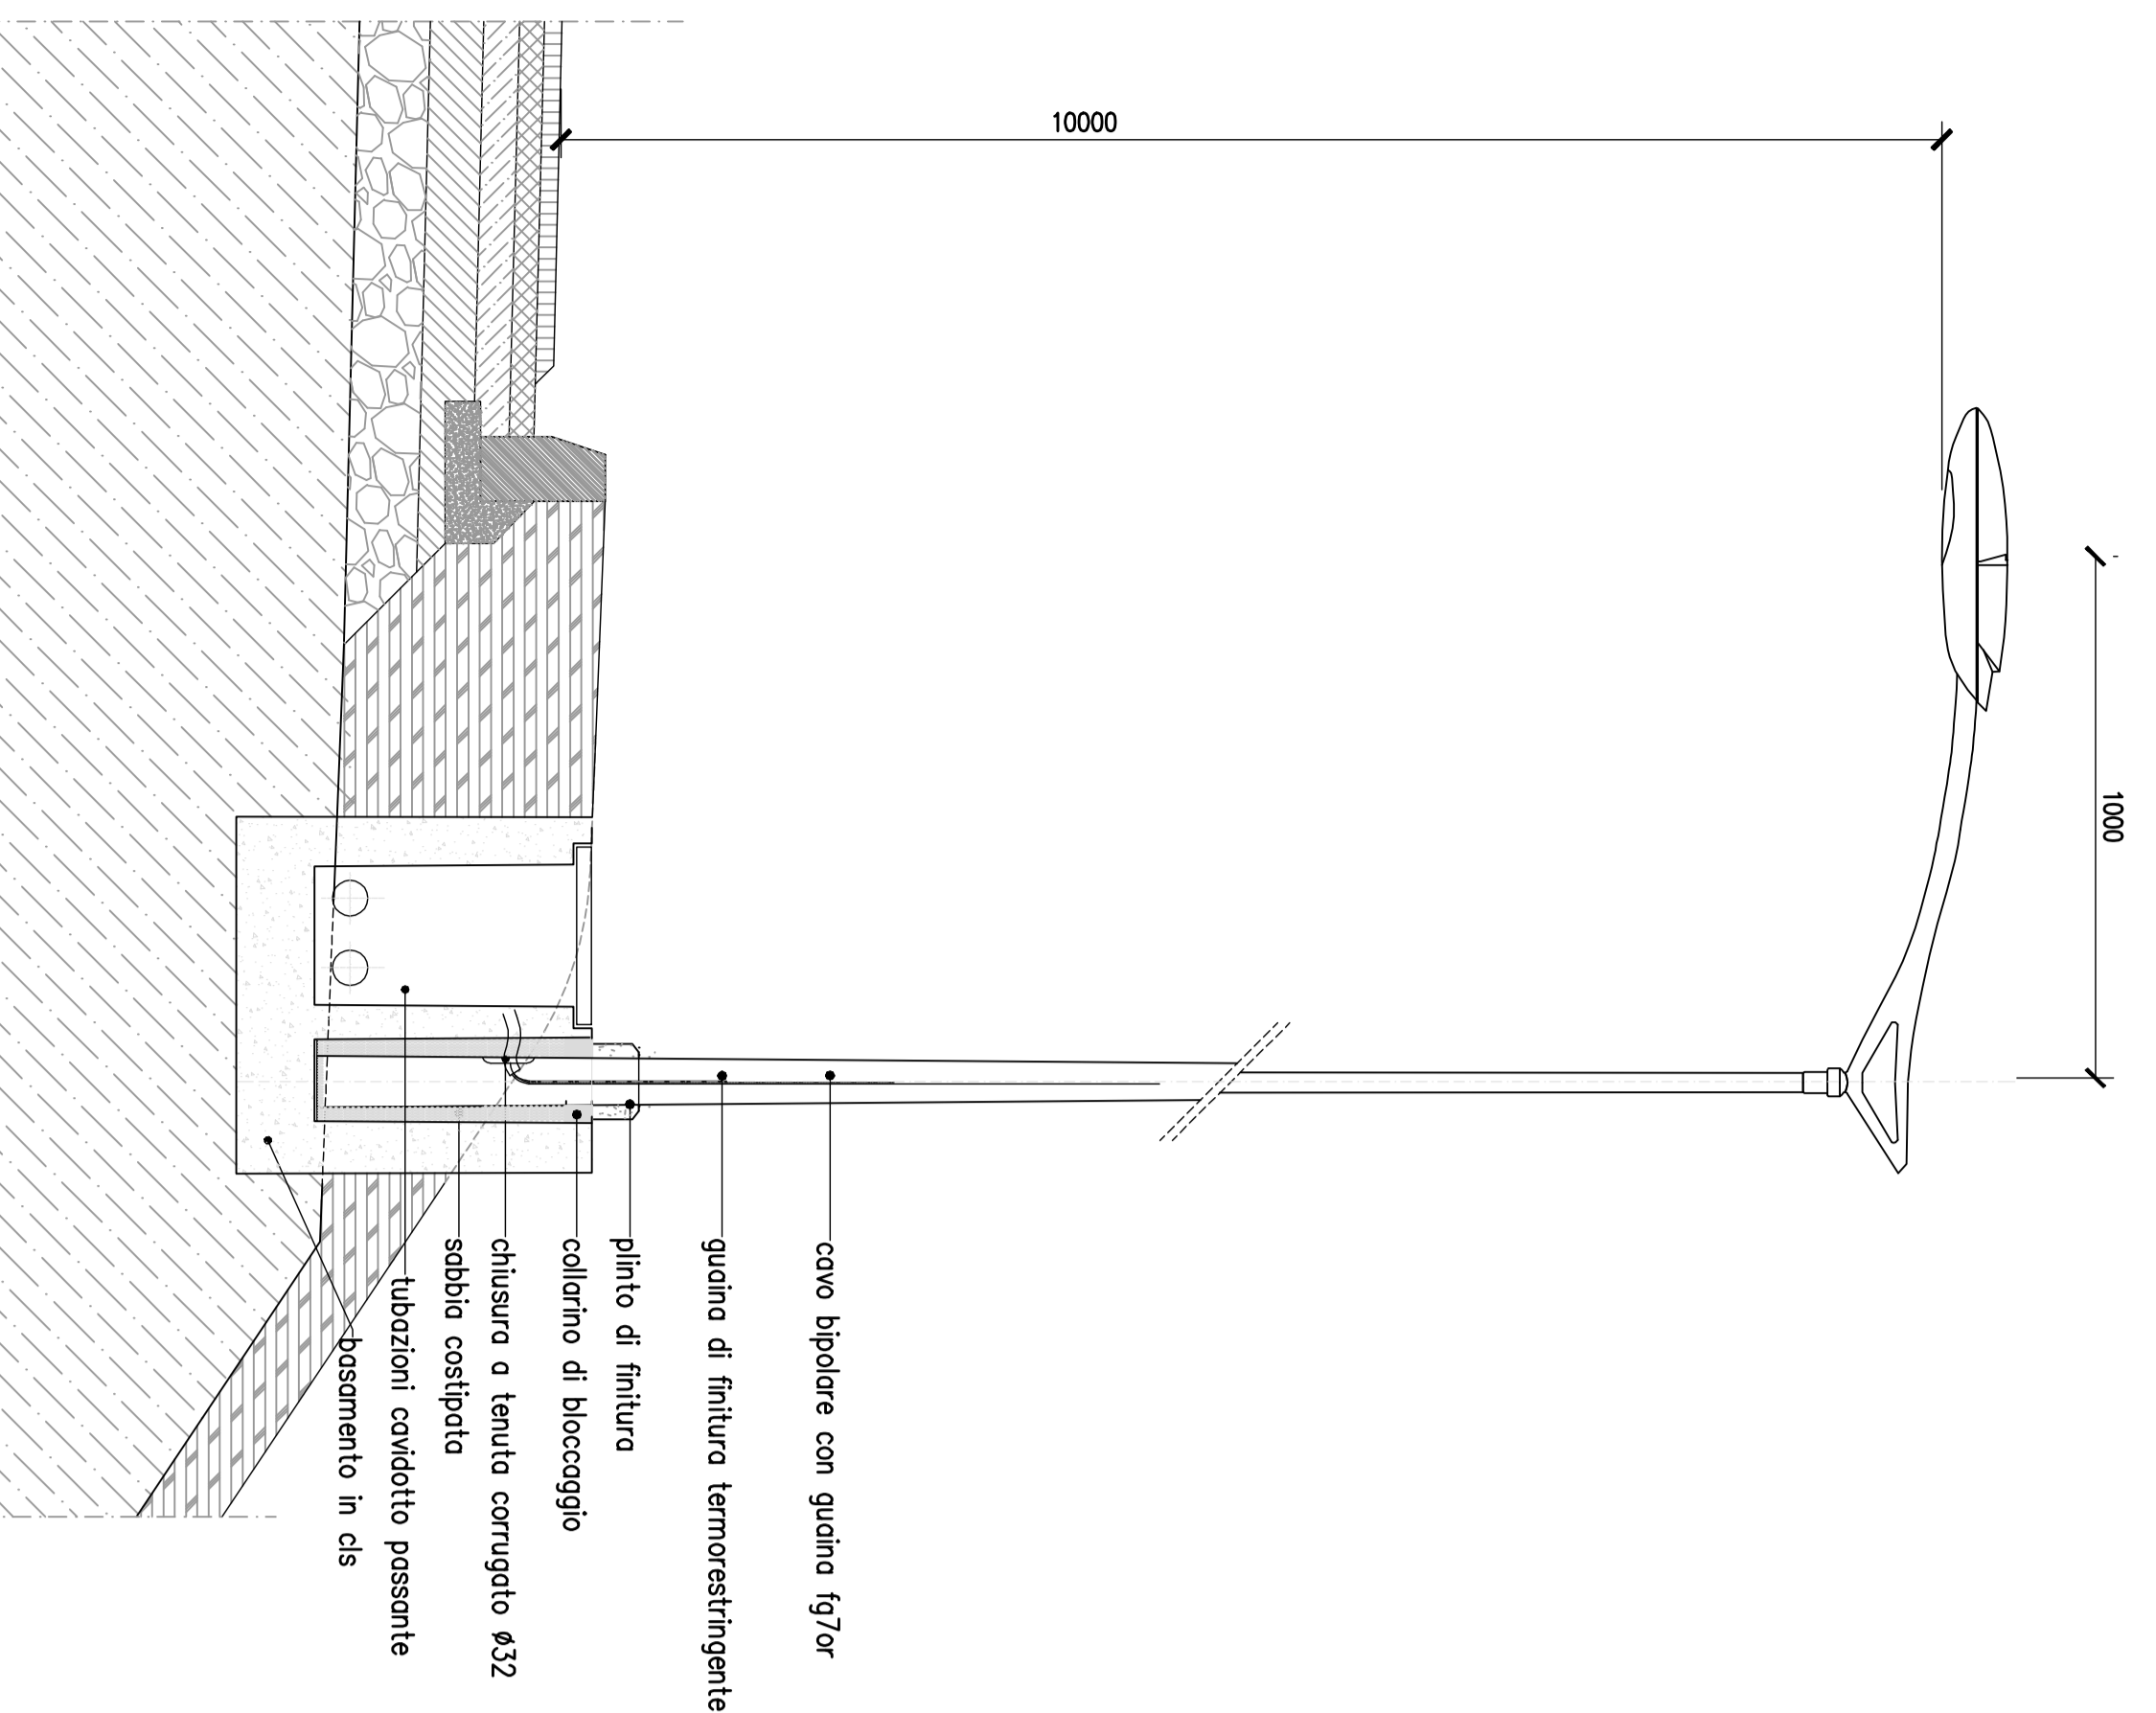 1000
10000
cavo bipolare con guaina fg7or
guaina di finitura termorestringente
plinto di finitura
collarino di bloccaggio
chiusura a tenuta corrugato ø32
sabbia costipata
tubazioni cavidotto passante
basamento in cls